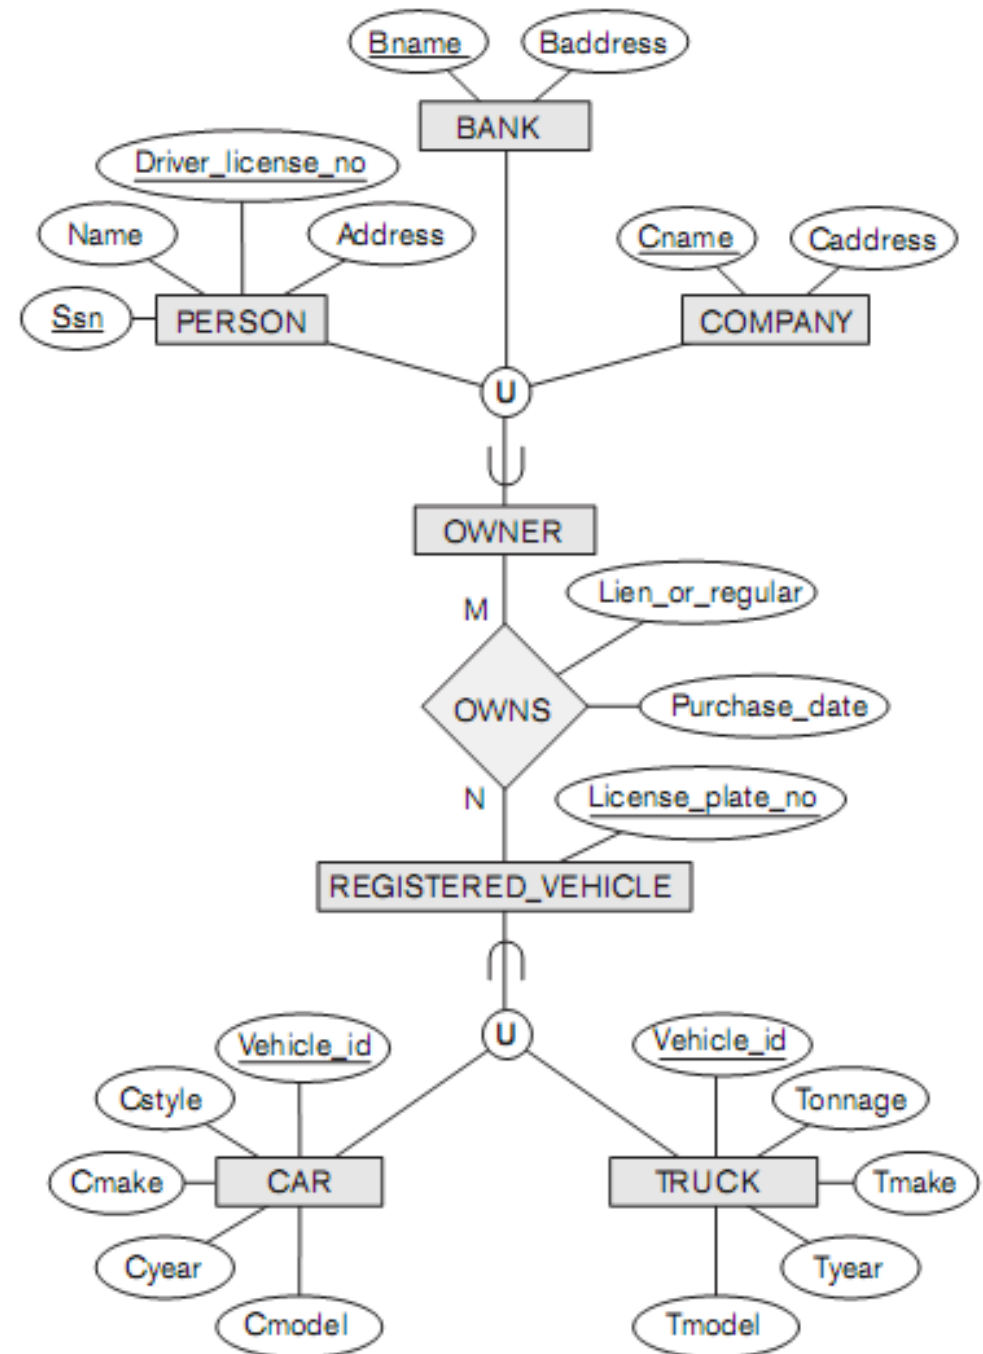 Bname
Baddress
BANK
Driver_license_no
Name
Address
Cname
Caddress
Ssn
PERSON
COMPANY
U
OWNER
Lien_or_regular
M
OWNS
Purchase_date
N
License_plate_no
REGISTERED_VEHICLE
U
Vehicle_id
Vehicle_id
Cstyle
Tonnage
Cmake
CAR
TRUCK
Tmake
Cyear
Tyear
Cmodel
Tmodel